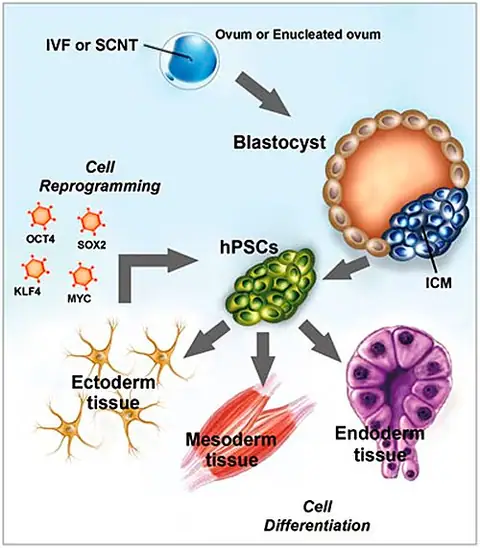 IVF or SCNT
Ovum or Enucleated ovum
Blastocyst
Cell
Reprogramming
OCT4
SOX2
KLF4
MYC
hPSCs
ICM
Ectoderm
tissue
Mesoderm
tissue
Endoderm
tissue
Cell
Differentiation